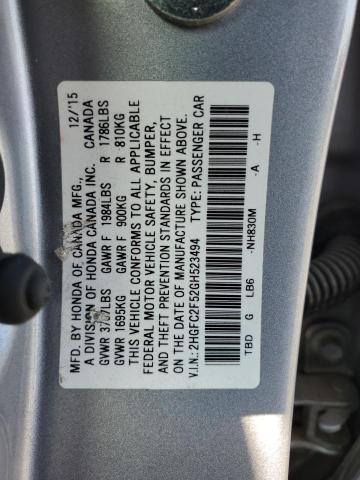 MFD. BY HONDA OF CANADA MFG., 12/'15
A DIVISION OF HONDA CANADA INC. CANADA
GVWR LBS GAWR F 1984LBS R 1786LBS
GVWR 1695KG GAWR F 900KG R 810KG
THIS VEHICLE CONFORMS TO ALL APPLICABLE
FEDERAL MOTOR VEHICLE SAFETY, BUMPER,
AND THEFT PREVENTION STANDARDS IN EFFECT
ON THE DATE OF MANUFACTURE SHOWN ABOVE.
V.I.N.: 2HGFC2F52GH523494 TYPE: PASSENGER CAR
TBD G LB6 -NH830M -A -H